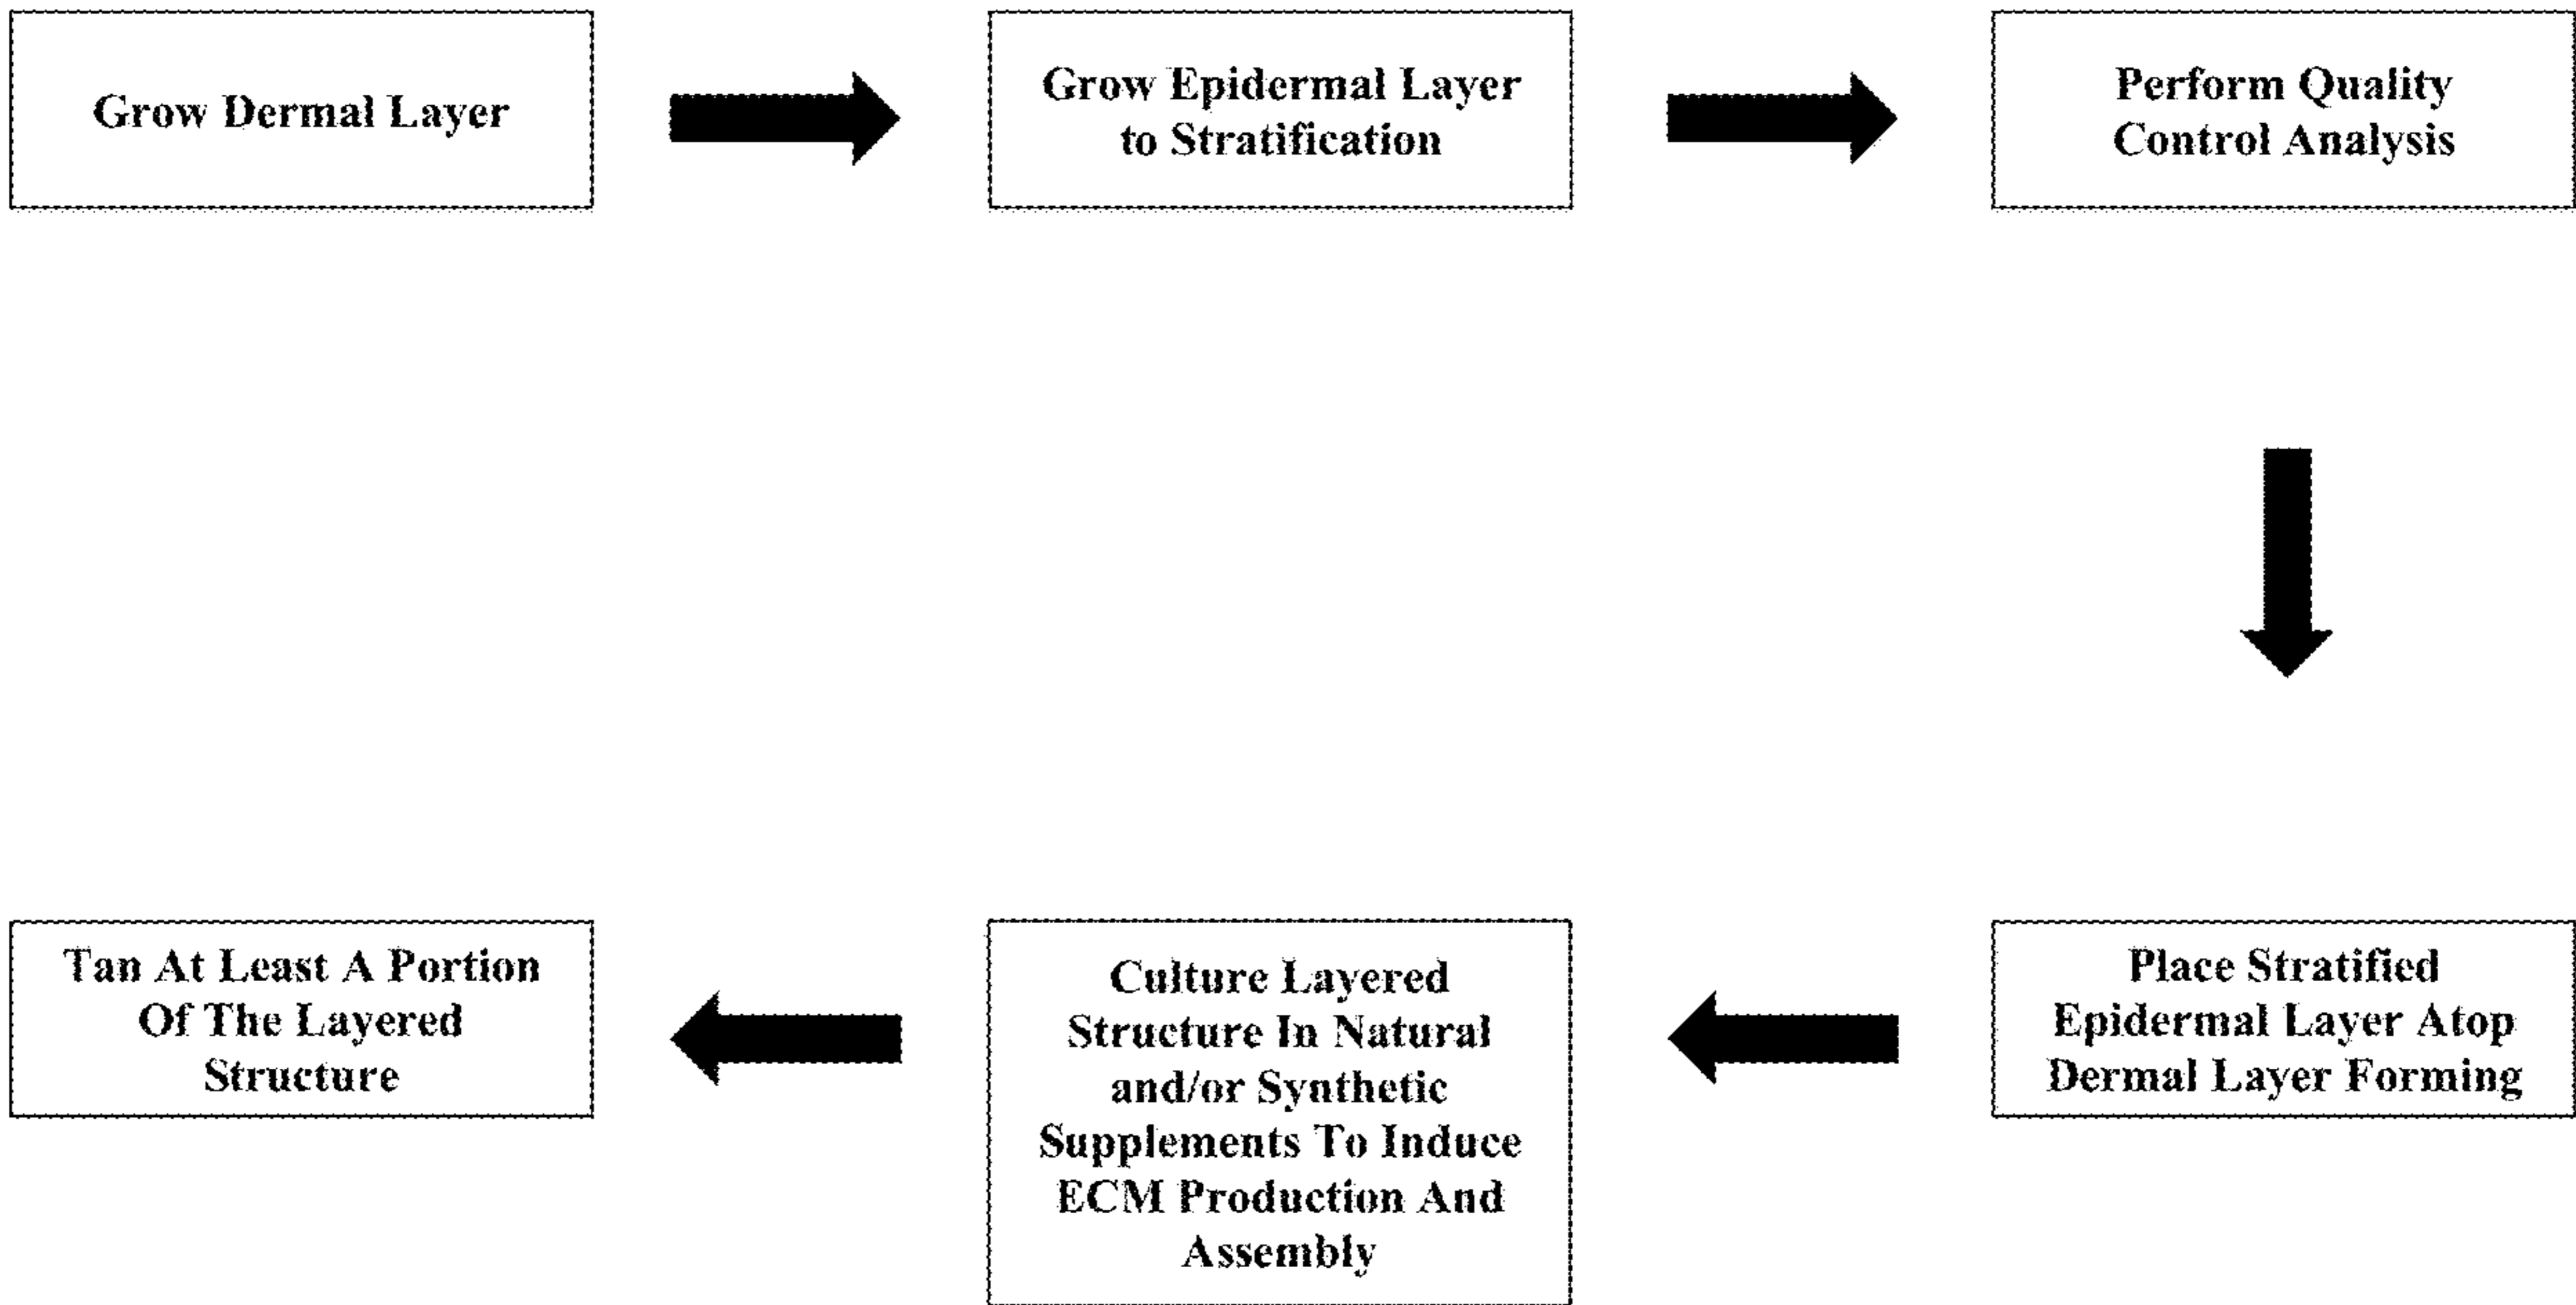 Grow Dermal Layer
Grow Epidermal Layer
to Stratification
Perform Quality
Control Analysis
Place Stratified
Epidermal Layer Atop
Dermal Layer Forming
Culture Layered
Structure In Natural
and/or Synthetic
Supplements To Induce
ECM Production And
Assembly
Tan At Least A Portion
Of The Layered
Structure